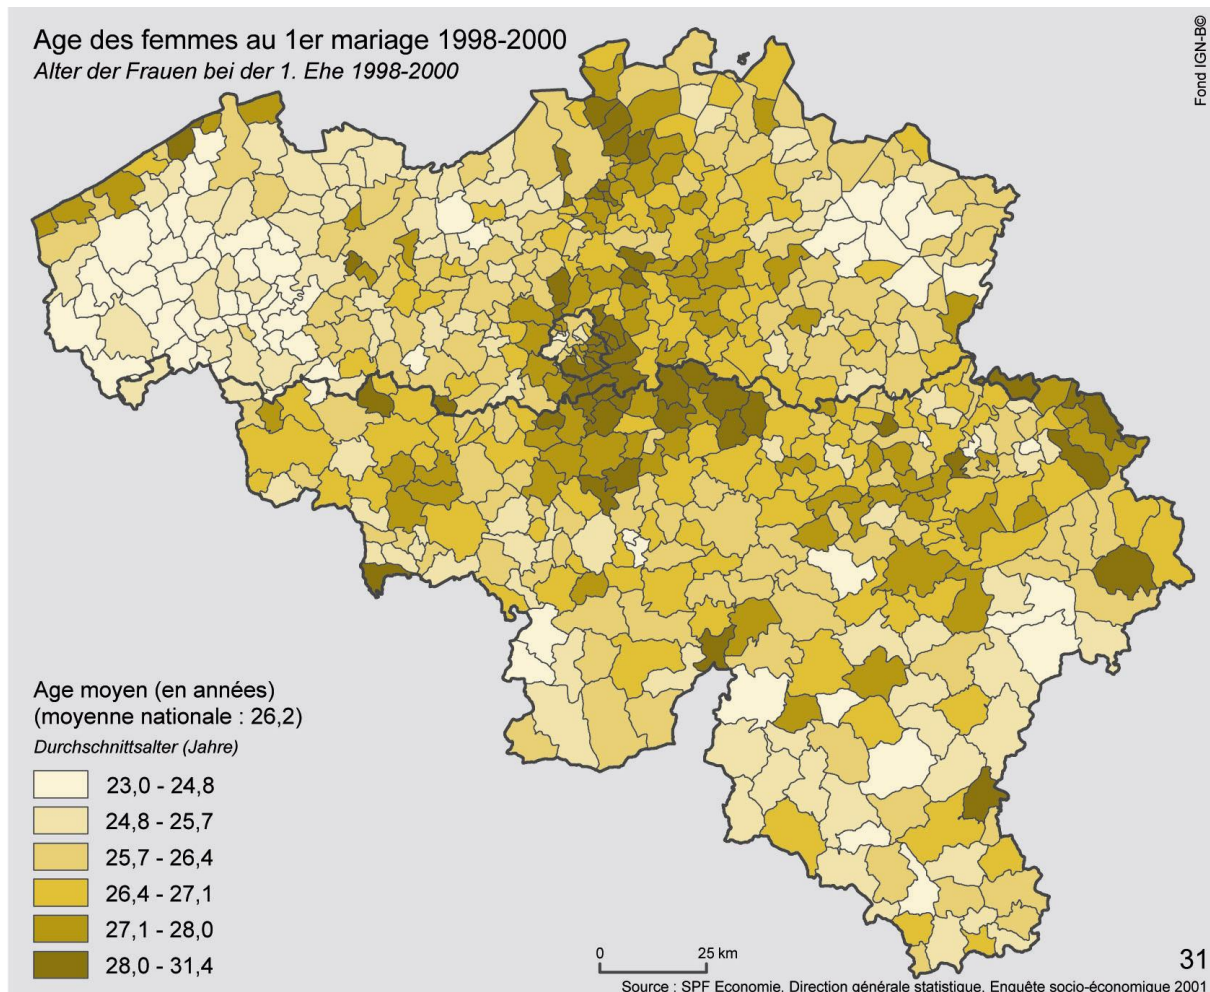 Age des femmes au 1er mariage 1998-2000
Alter der Frauen bei der 1. Ehe 1998-2000
Fond IGN-B©
Age moyen (en années)
(moyenne nationale : 26,2)
Durchschnittsalter (Jahre)
23,0 - 24,8
24,8 - 25,7
25,7 - 26,4
26,4 - 27,1
27,1 - 28,0
28,0 - 31,4
0 25 km
31
Source : SPF Economie, Direction générale statistique, Enquête socio-économique 2001